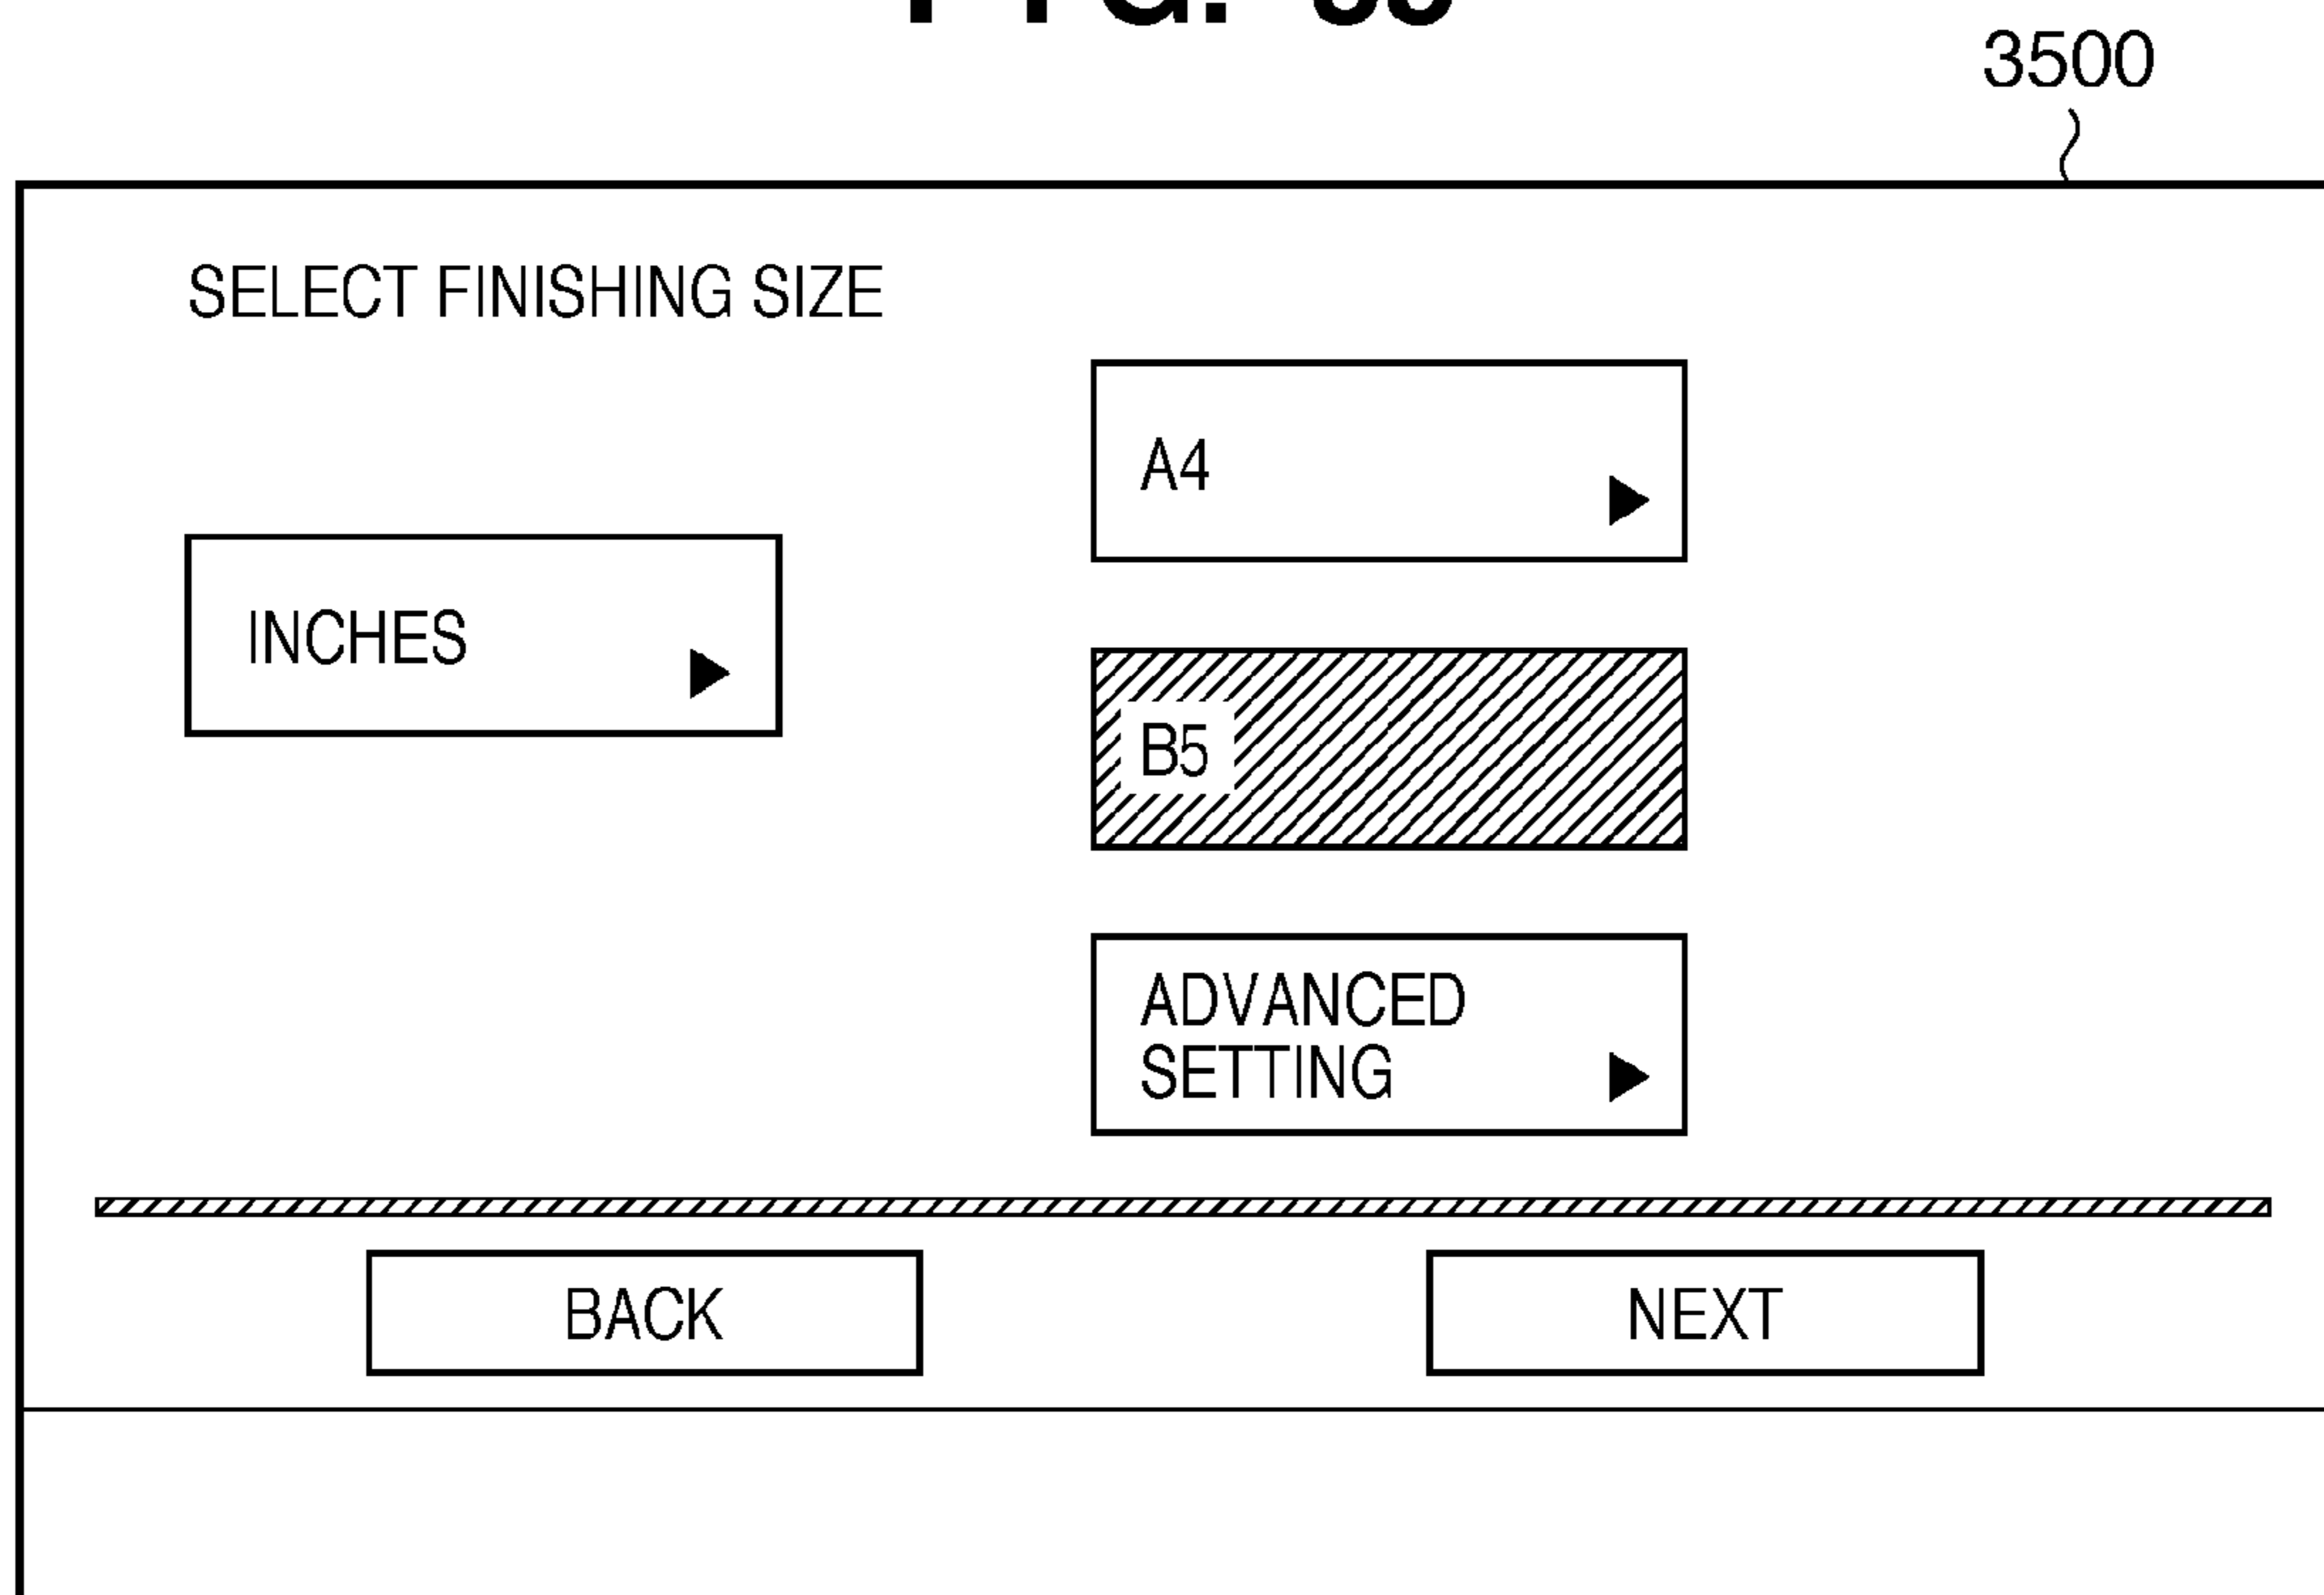 3500
SELECT FINISHING SIZE
A4
INCHES
B5
ADVANCED
SETTING
BACK
NEXT